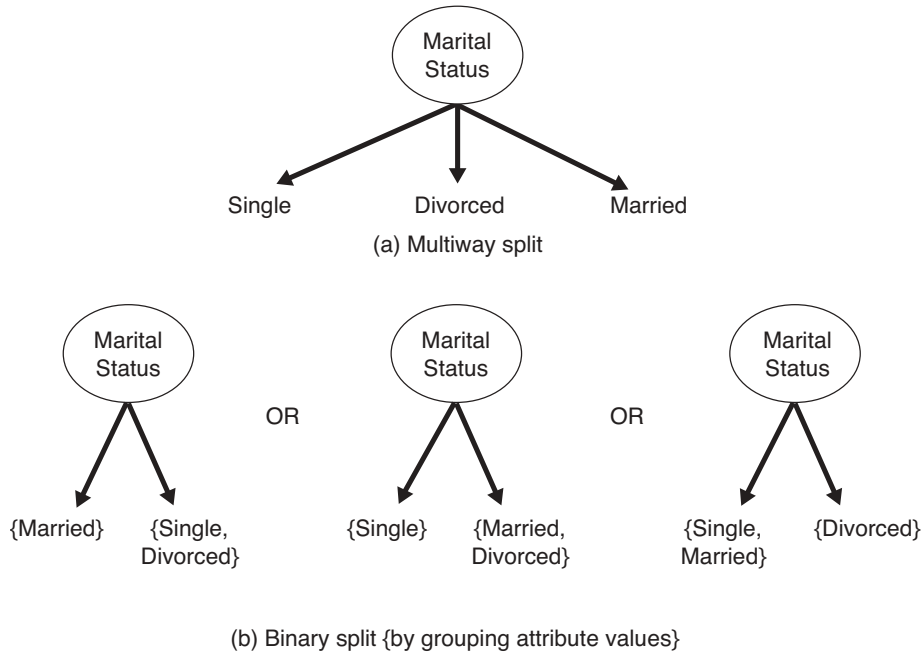 Marital
Status
Single
Divorced
Married
(a) Multiway split
Marital
Status
{Married}
{Single,
Divorced}
OR
Marital
Status
{Single}
{Married,
Divorced}
OR
Marital
Status
{Single,
Married}
{Divorced}
(b) Binary split {by grouping attribute values}